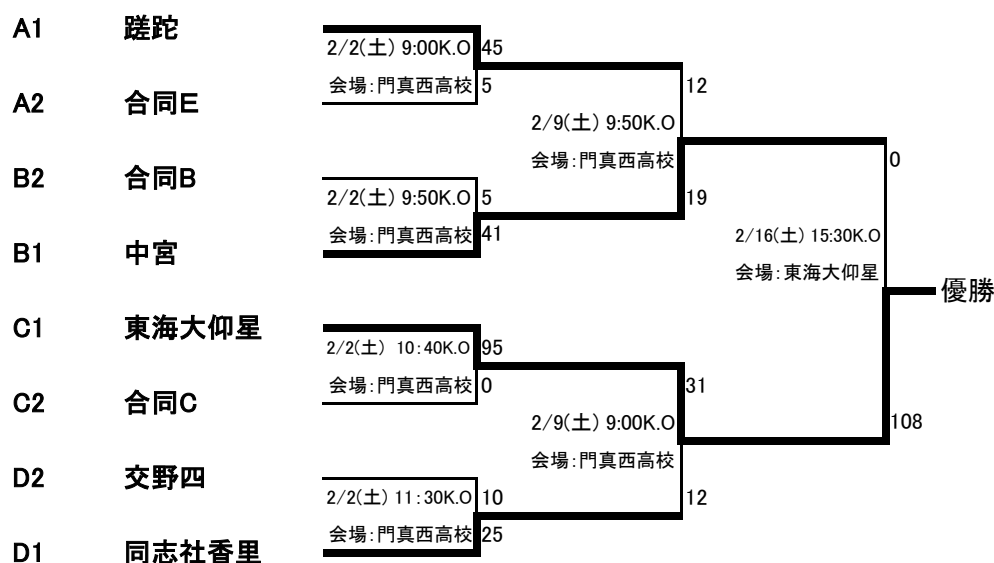 A1 蹉跎
2/2(土) 9:00K.O 45
会場:門真西高校 5
12
A2 合同E
2/9(土) 9:50K.O
会場:門真西高校
0
B2 合同B
2/2(土) 9:50K.O 5
19
会場:門真西高校 41
2/16(土) 15:30K.O
B1 中宮
会場:東海大仰星
優勝
C1 東海大仰星
2/2(土) 10:40K.O 95
会場:門真西高校 0
31
C2 合同C
2/9(土) 9:00K.O
108
会場:門真西高校
D2 交野四
2/2(土) 11:30K.O 10
12
会場:門真西高校 25
D1 同志社香里